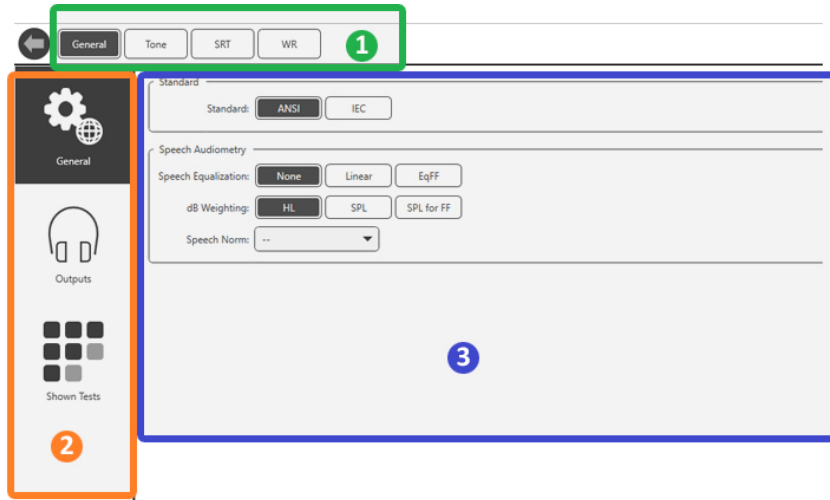 General Tone SRT WR 1
Standard
Standard: ANSI IEC
General
Speech Audiometry
Speech Equalization: None Linear EqFF
dB Weighting: HL SPL SPL for FF
Speech Norm: --
Outputs
3
Shown Tests
2